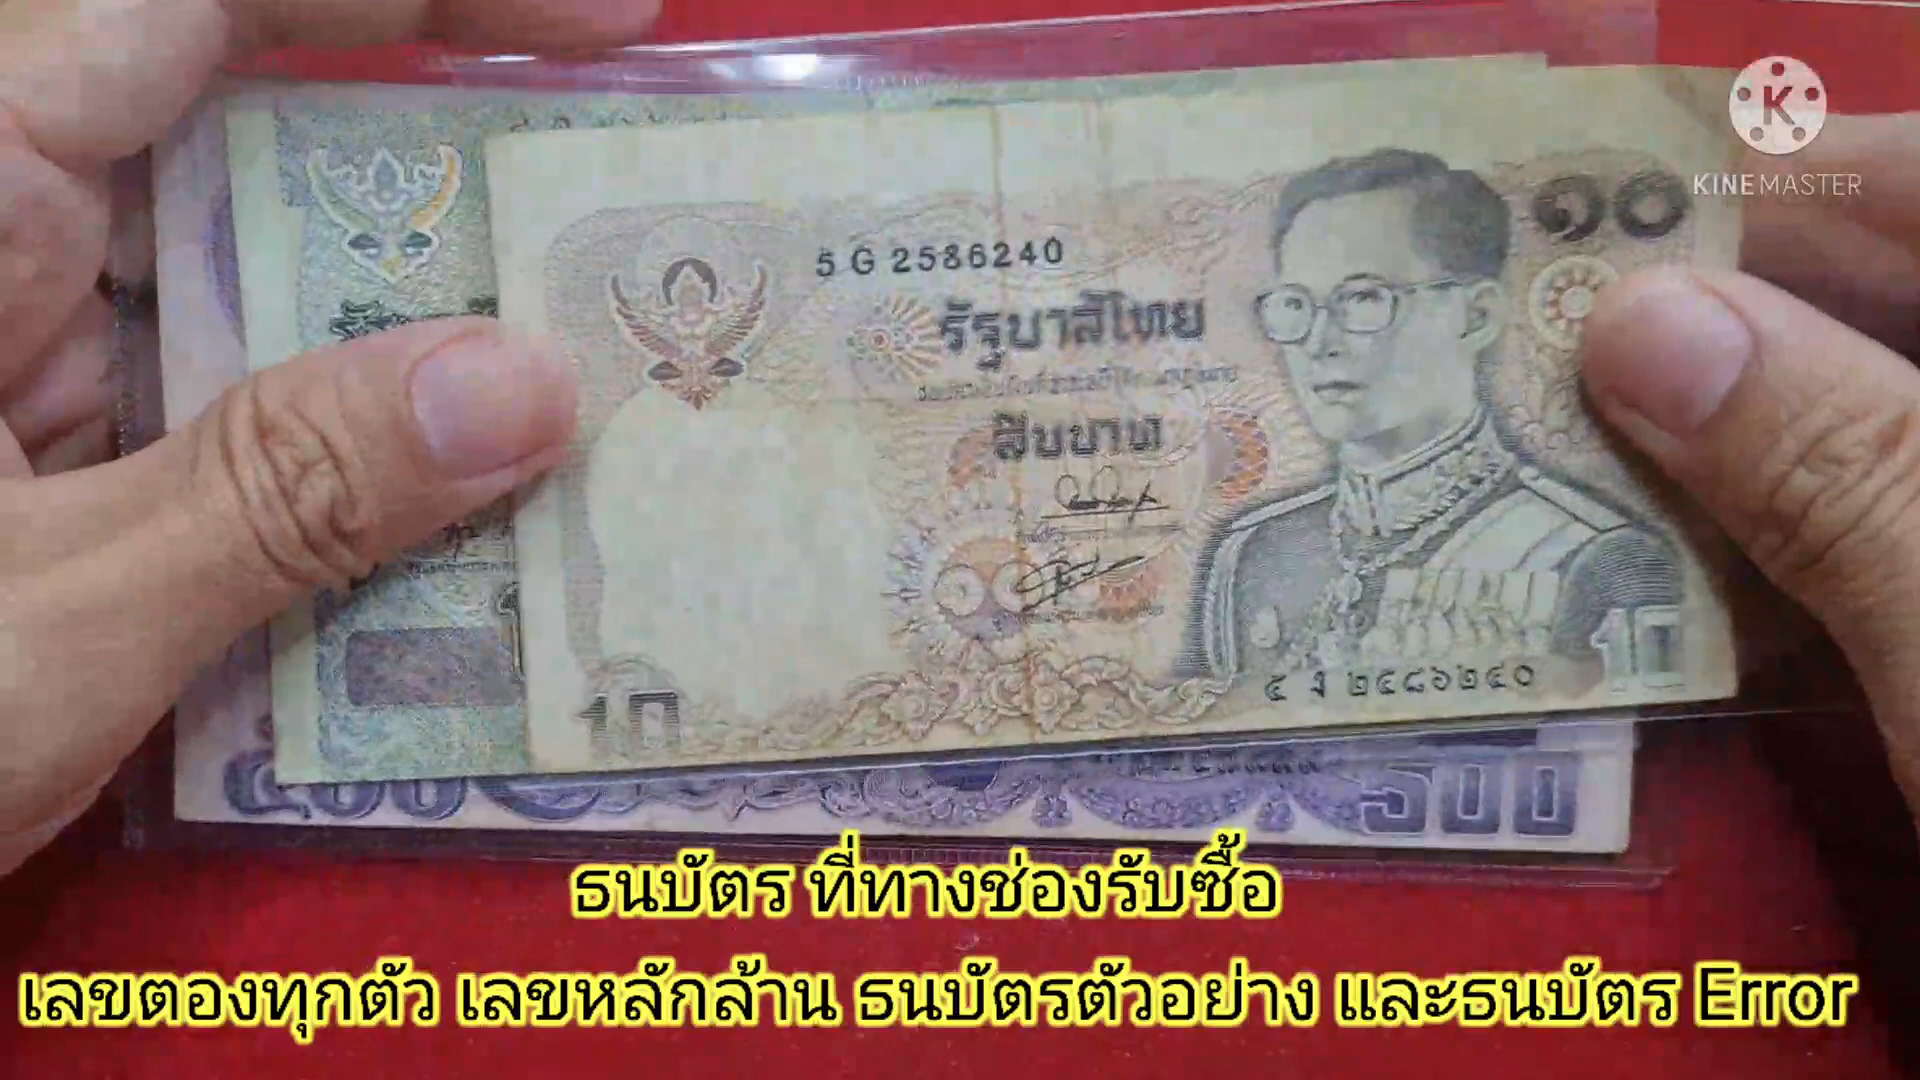 K
KINEMASTER
๑๐
5 G 2586240
รัฐบาลไทย
สิบบาท
๕ ง ๒๕๘๖๒๔๐
10
10
๕๐๐
500
ธนบัตร ที่ทางช่องรับซื้อ
เลขตองทุกตัว เลขหลักล้าน ธนบัตรตัวอย่าง และธนบัตร Error